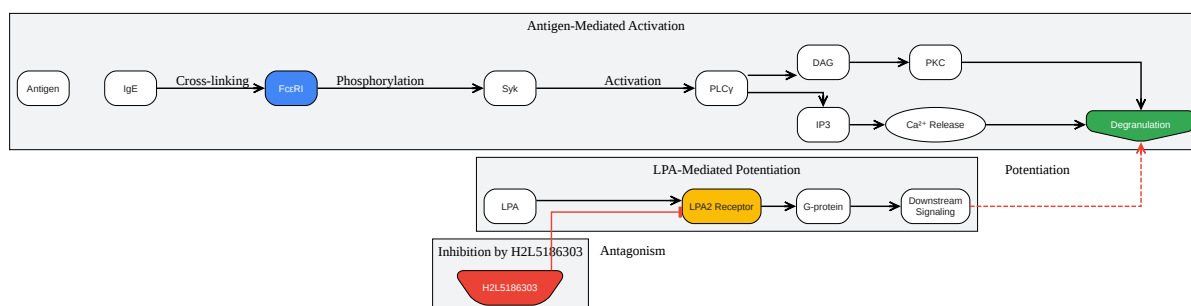 Antigen-Mediated Activation
Antigen
IgE
Cross-linking
FcεRI
Phosphorylation
Syk
Activation
PLCγ
DAG
PKC
IP3
Ca²⁺ Release
Degranulation
LPA-Mediated Potentiation
Potentiation
LPA
LPA2 Receptor
G-protein
Downstream
Signaling
Inhibition by H2L5186303
Antagonism
H2L5186303